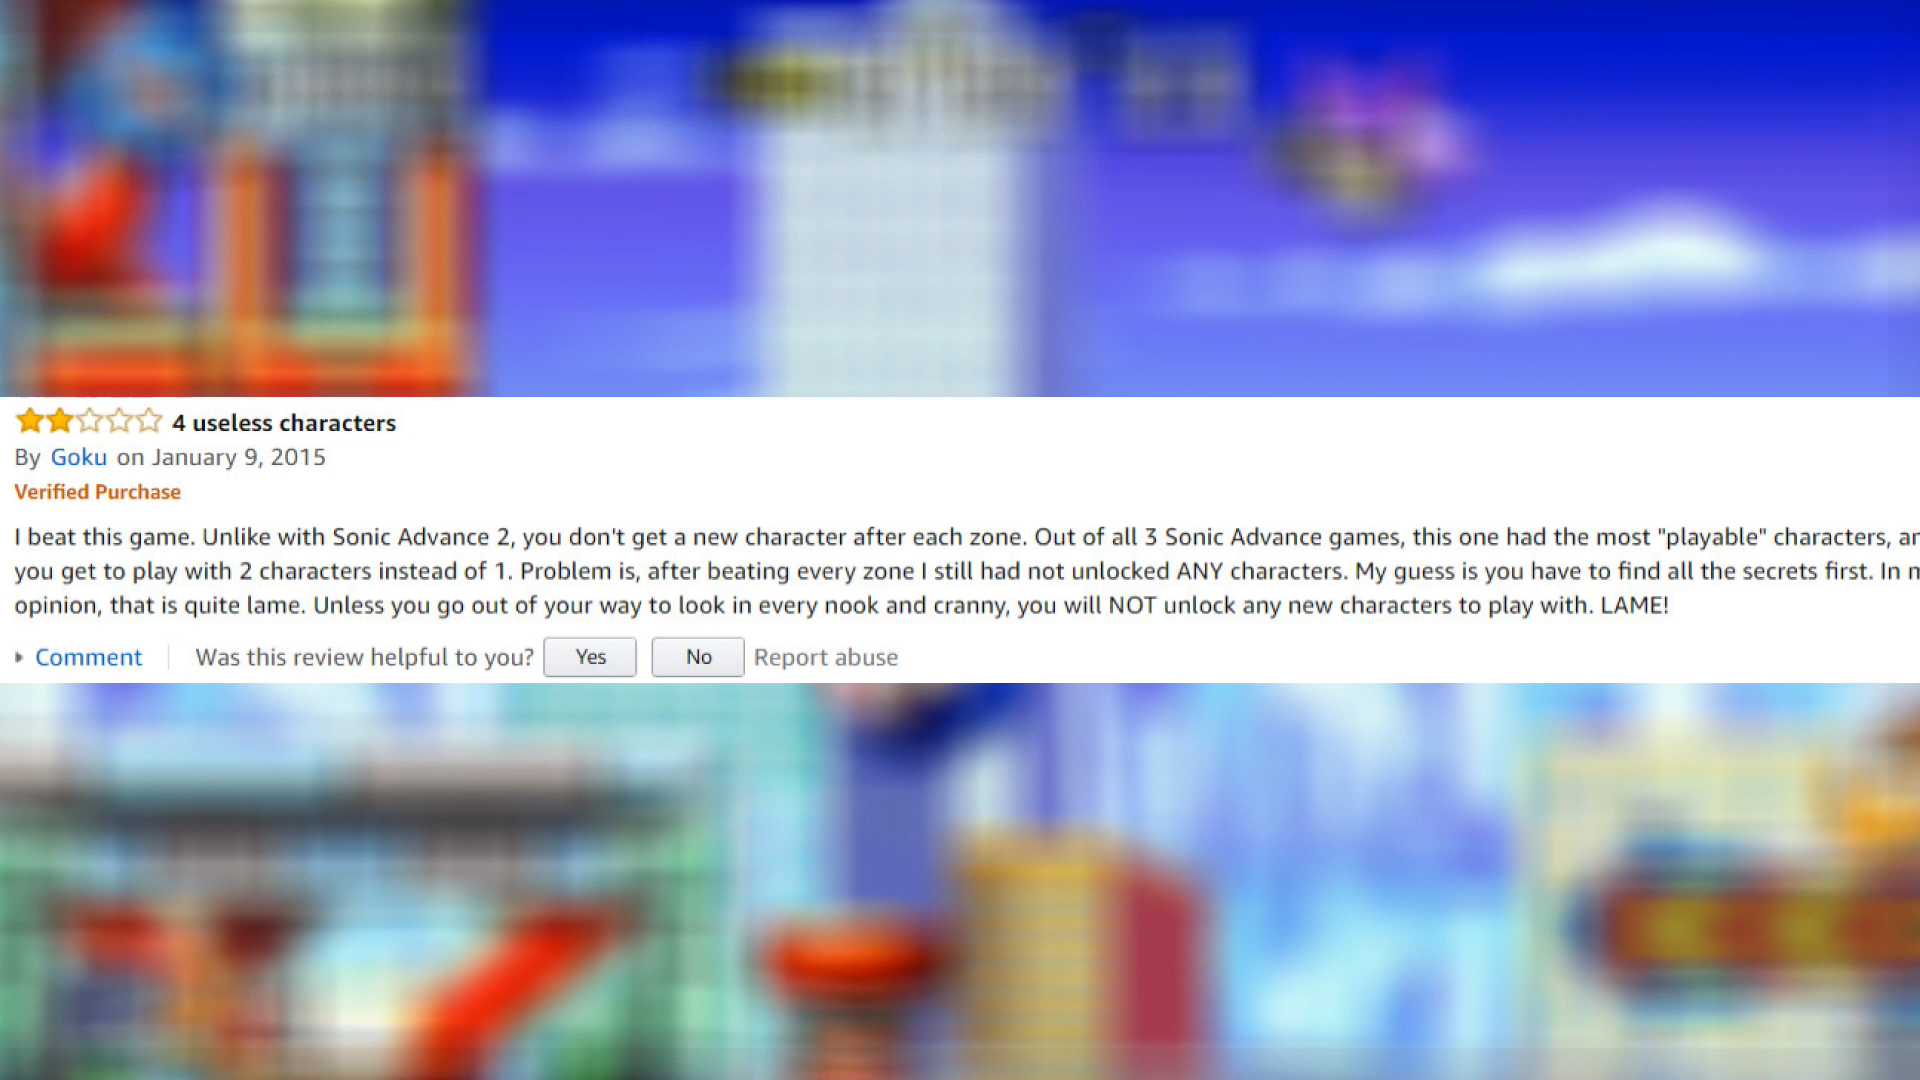 4 useless characters
By Goku on January 9, 2015
Verified Purchase
I beat this game. Unlike with Sonic Advance 2, you don't get a new character after each zone. Out of all 3 Sonic Advance games, this one had the most "playable" characters, an
you get to play with 2 characters instead of 1. Problem is, after beating every zone I still had not unlocked ANY characters. My guess is you have to find all the secrets first. In m
opinion, that is quite lame. Unless you go out of your way to look in every nook and cranny, you will NOT unlock any new characters to play with. LAME!
Comment Was this review helpful to you? Yes No Report abuse